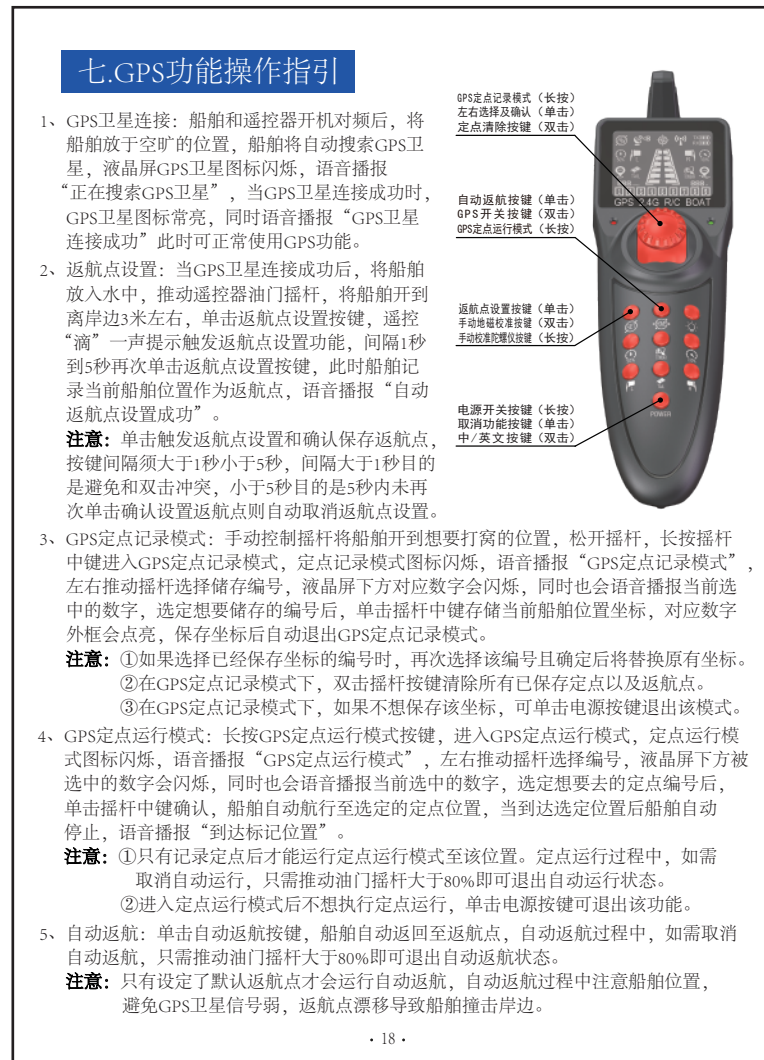 七.GPS功能操作指引
1、GPS卫星连接：船舶和遥控器开机对频后，将
船舶放于空旷的位置，船舶将自动搜索GPS卫
星，液晶屏GPS卫星图标闪烁，语音播报
“正在搜索GPS卫星”，当GPS卫星连接成功时，
GPS卫星图标常亮，同时语音播报“GPS卫星
连接成功”此时可正常使用GPS功能。
2、返航点设置：当GPS卫星连接成功后，将船舶
放入水中，推动遥控器油门摇杆，将船舶开到
离岸边3米左右，单击返航点设置按键，遥控
“滴”一声提示触发返航点设置功能，间隔1秒
到5秒再次单击返航点设置按键，此时船舶记
录当前船舶位置作为返航点，语音播报“自动
返航点设置成功”。
注意：单击触发返航点设置和确认保存返航点，
按键间隔须大于1秒小于5秒，间隔大于1秒目的
是避免和双击冲突，小于5秒目的是5秒内未再
次单击确认设置返航点则自动取消返航点设置。
GPS定点记录模式（长按）
左右选择及确认（单击）
定点清除按键（双击）
自动返航按键（单击）
GPS开关按键（双击）
GPS定点运行模式（长按）
返航点设置按键（单击）
手动地磁校准按键（双击）
手动校准陀螺仪按键（长按）
电源开关按键（长按）
取消功能按键（单击）
中/英文按键（双击）
GPS 2.4G R/C BOAT
POWER
3、GPS定点记录模式：手动控制摇杆将船舶开到想要打窝的位置，松开摇杆，长按摇杆
中键进入GPS定点记录模式，定点记录模式图标闪烁，语音播报“GPS定点记录模式”，
左右推动摇杆选择储存编号，液晶屏下方对应数字会闪烁，同时也会语音播报当前选
中的数字，选定想要储存的编号后，单击摇杆中键存储当前船舶位置坐标，对应数字
外框会点亮，保存坐标后自动退出GPS定点记录模式。
注意：①如果选择已经保存坐标的编号时，再次选择该编号且确定后将替换原有坐标。
②在GPS定点记录模式下，双击摇杆按键清除所有已保存定点以及返航点。
③在GPS定点记录模式下，如果不想保存该坐标，可单击电源按键退出该模式。
4、GPS定点运行模式：长按GPS定点运行模式按键，进入GPS定点运行模式，定点运行模
式图标闪烁，语音播报“GPS定点运行模式”，左右推动摇杆选择编号，液晶屏下方被
选中的数字会闪烁，同时也会语音播报当前选中的数字，选定想要去的定点编号后，
单击摇杆中键确认，船舶自动航行至选定的定点位置，当到达选定位置后船舶自动
停止，语音播报“到达标记位置”。
注意：①只有记录定点后才能运行定点运行模式至该位置。定点运行过程中，如需
取消自动运行，只需推动油门摇杆大于80%即可退出自动运行状态。
②进入定点运行模式后不想执行定点运行，单击电源按键可退出该功能。
5、自动返航：单击自动返航按键，船舶自动返回至返航点，自动返航过程中，如需取消
自动返航，只需推动油门摇杆大于80%即可退出自动返航状态。
注意：只有设定了默认返航点才会运行自动返航，自动返航过程中注意船舶位置，
避免GPS卫星信号弱，返航点漂移导致船舶撞击岸边。
·18·